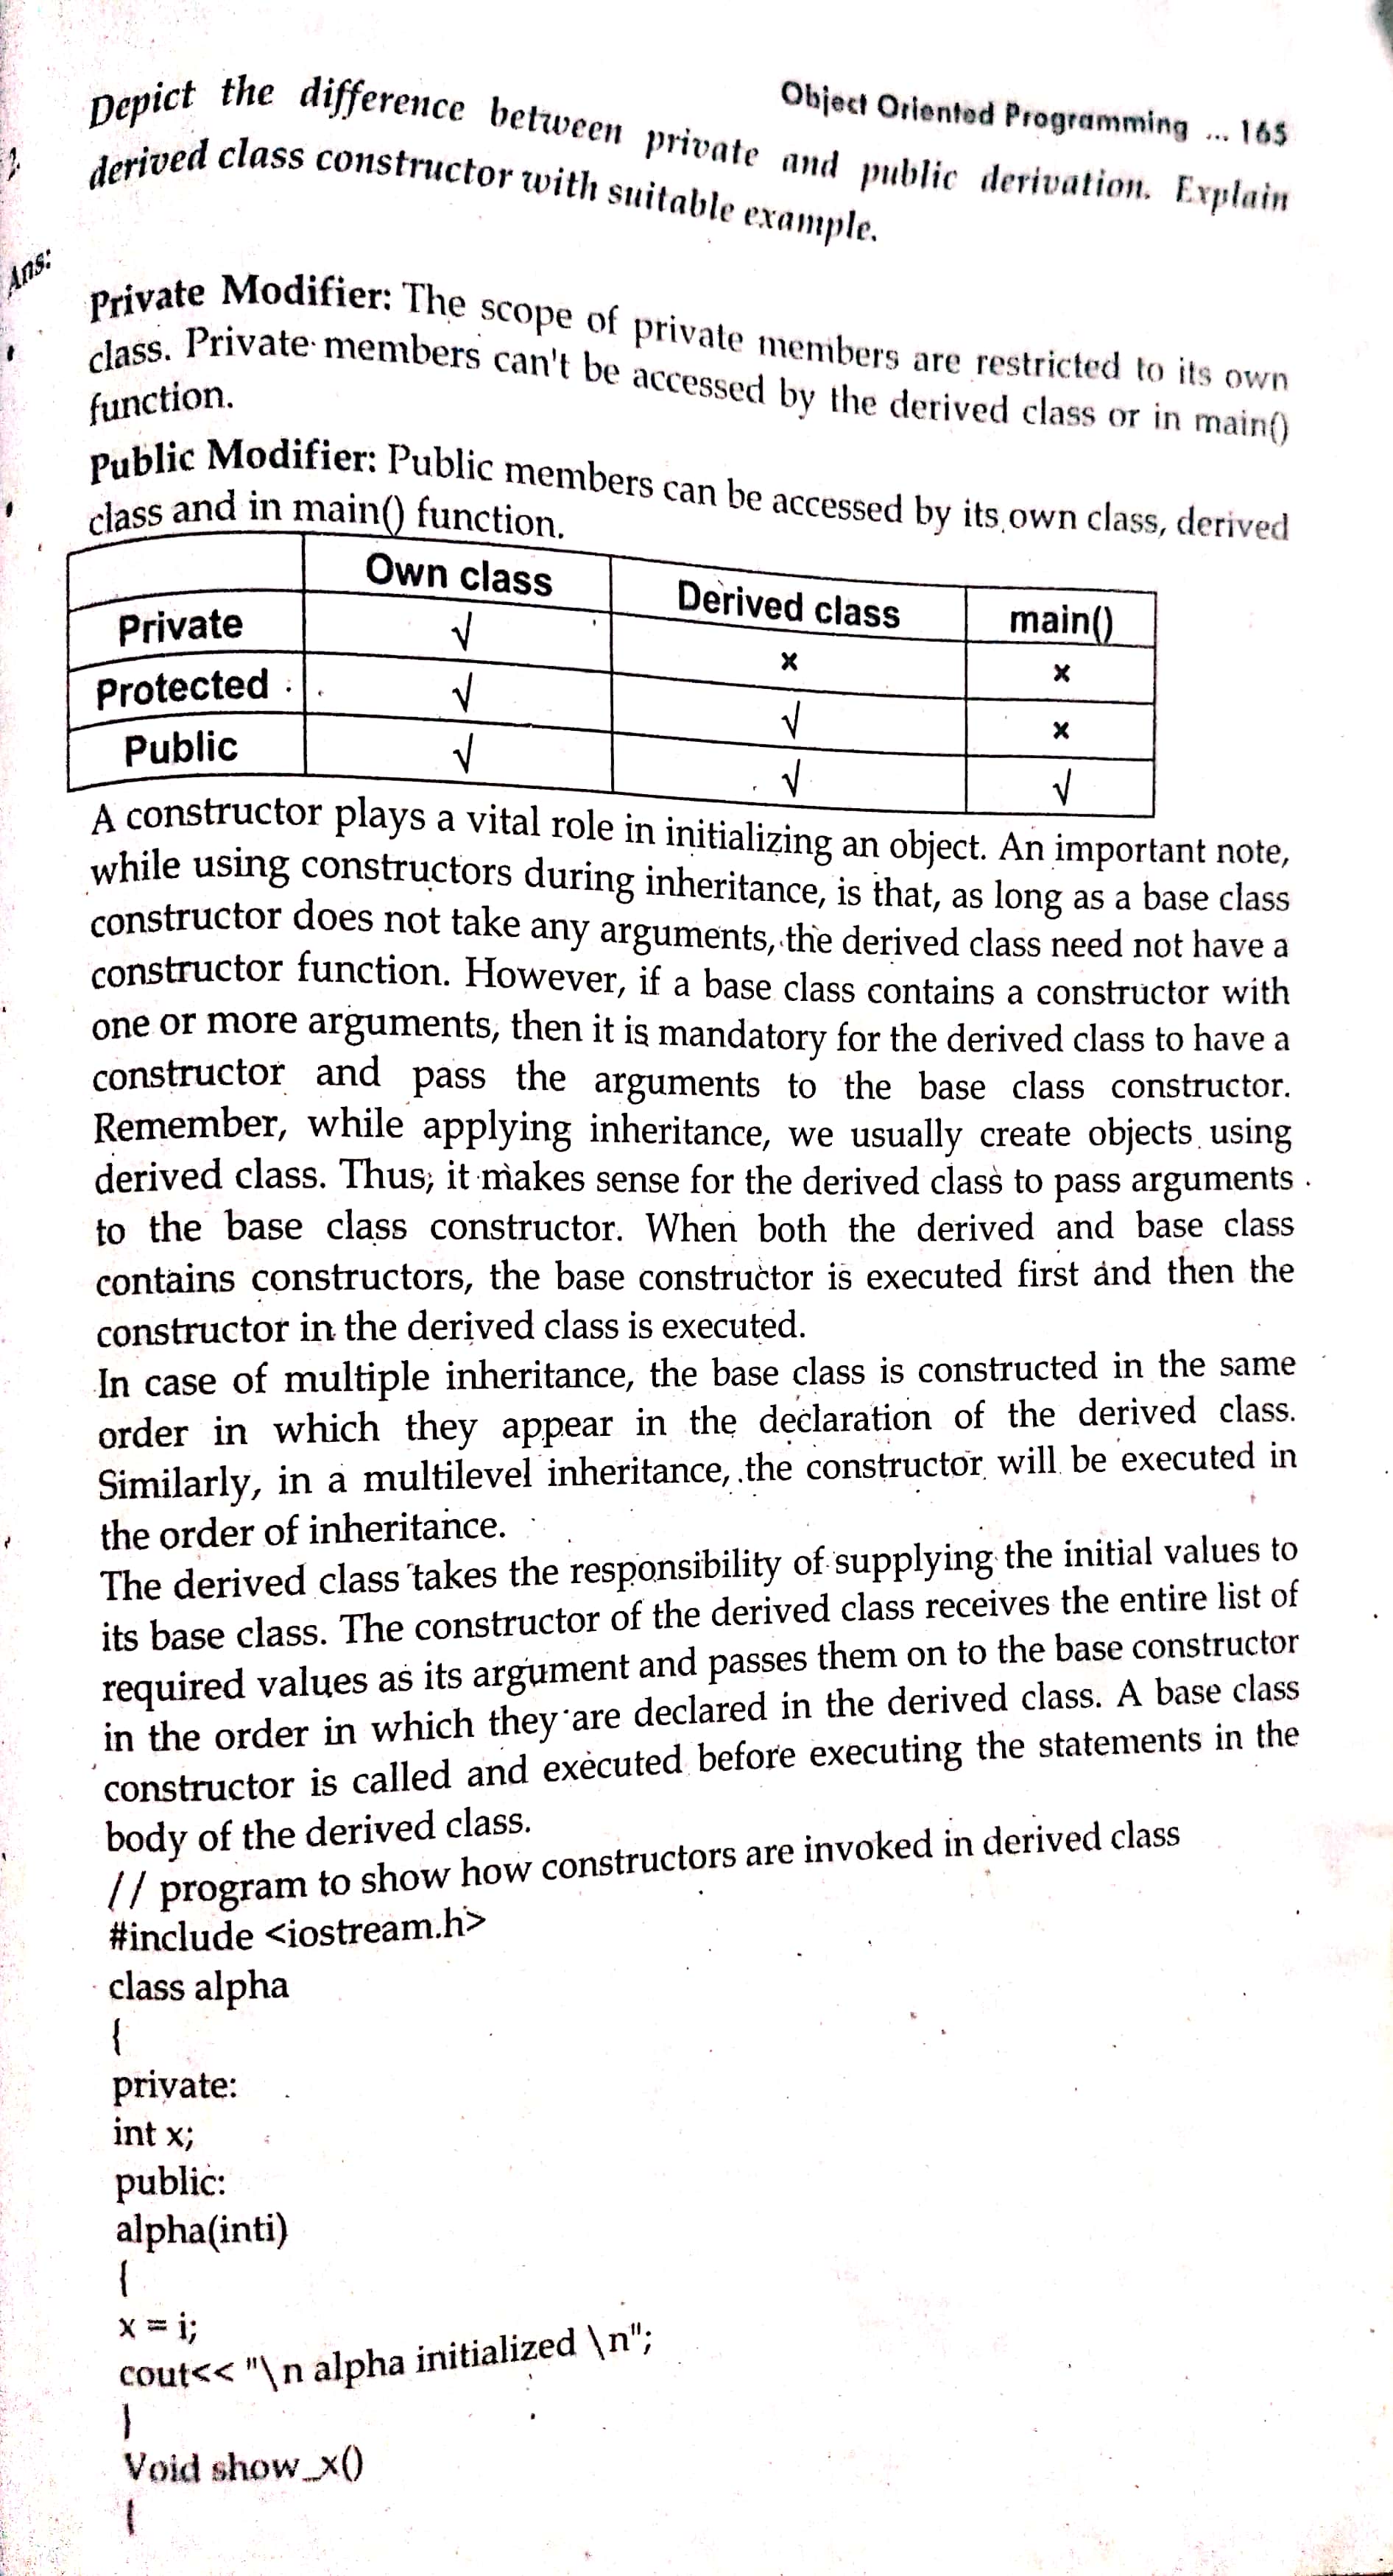 Object Oriented Programming ... 165
Depict the difference between private and public derivation. Explain
derived class constructor with suitable example.
Ans:
Private Modifier: The scope of private members are restricted to its own
class. Private members can't be accessed by the derived class or in main()
function.
Public Modifier: Public members can be accessed by its own class, derived
class and in main() function.
Own class Derived class main()
Private √ × ×
Protected √ √ ×
Public √ √ √
A constructor plays a vital role in initializing an object. An important note,
while using constructors during inheritance, is that, as long as a base class
constructor does not take any arguments, the derived class need not have a
constructor function. However, if a base class contains a constructor with
one or more arguments, then it is mandatory for the derived class to have a
constructor and pass the arguments to the base class constructor.
Remember, while applying inheritance, we usually create objects using
derived class. Thus; it makes sense for the derived class to pass arguments
to the base class constructor. When both the derived and base class
contains constructors, the base constructor is executed first and then the
constructor in the derived class is executed.
In case of multiple inheritance, the base class is constructed in the same
order in which they appear in the declaration of the derived class.
Similarly, in a multilevel inheritance, the constructor will be executed in
the order of inheritance.
The derived class takes the responsibility of supplying the initial values to
its base class. The constructor of the derived class receives the entire list of
required values as its argument and passes them on to the base constructor
in the order in which they are declared in the derived class. A base class
constructor is called and executed before executing the statements in the
body of the derived class.
// program to show how constructors are invoked in derived class
#include <iostream.h>
class alpha
{
private:
int x;
public:
alpha(inti)
{
x = i;
cout<< "\n alpha initialized \n";
}
Void show_x()
{